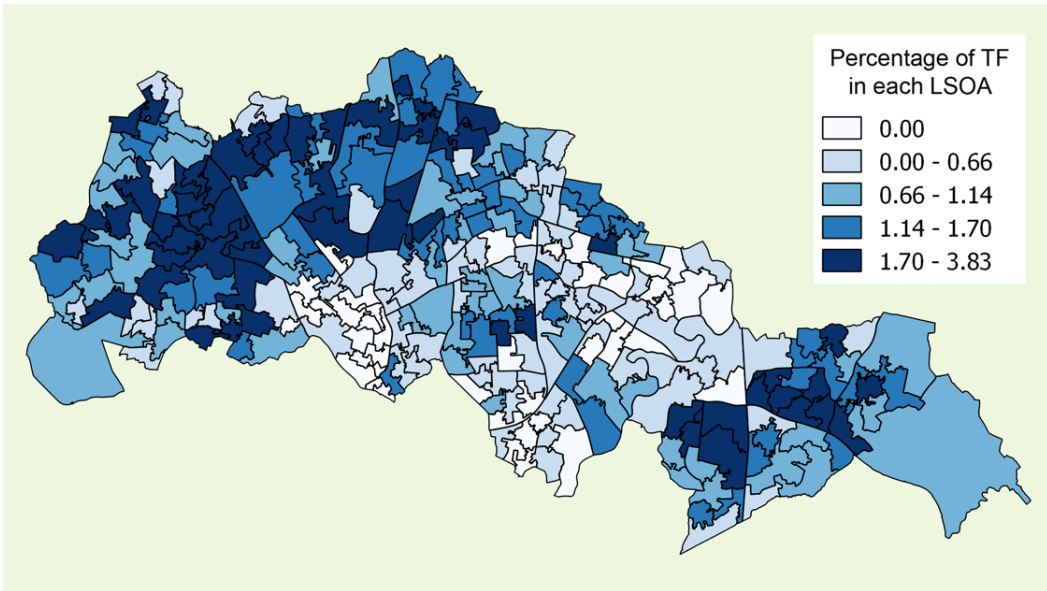 Percentage of TF
in each LSOA
0.00
0.00 - 0.66
0.66 - 1.14
1.14 - 1.70
1.70 - 3.83